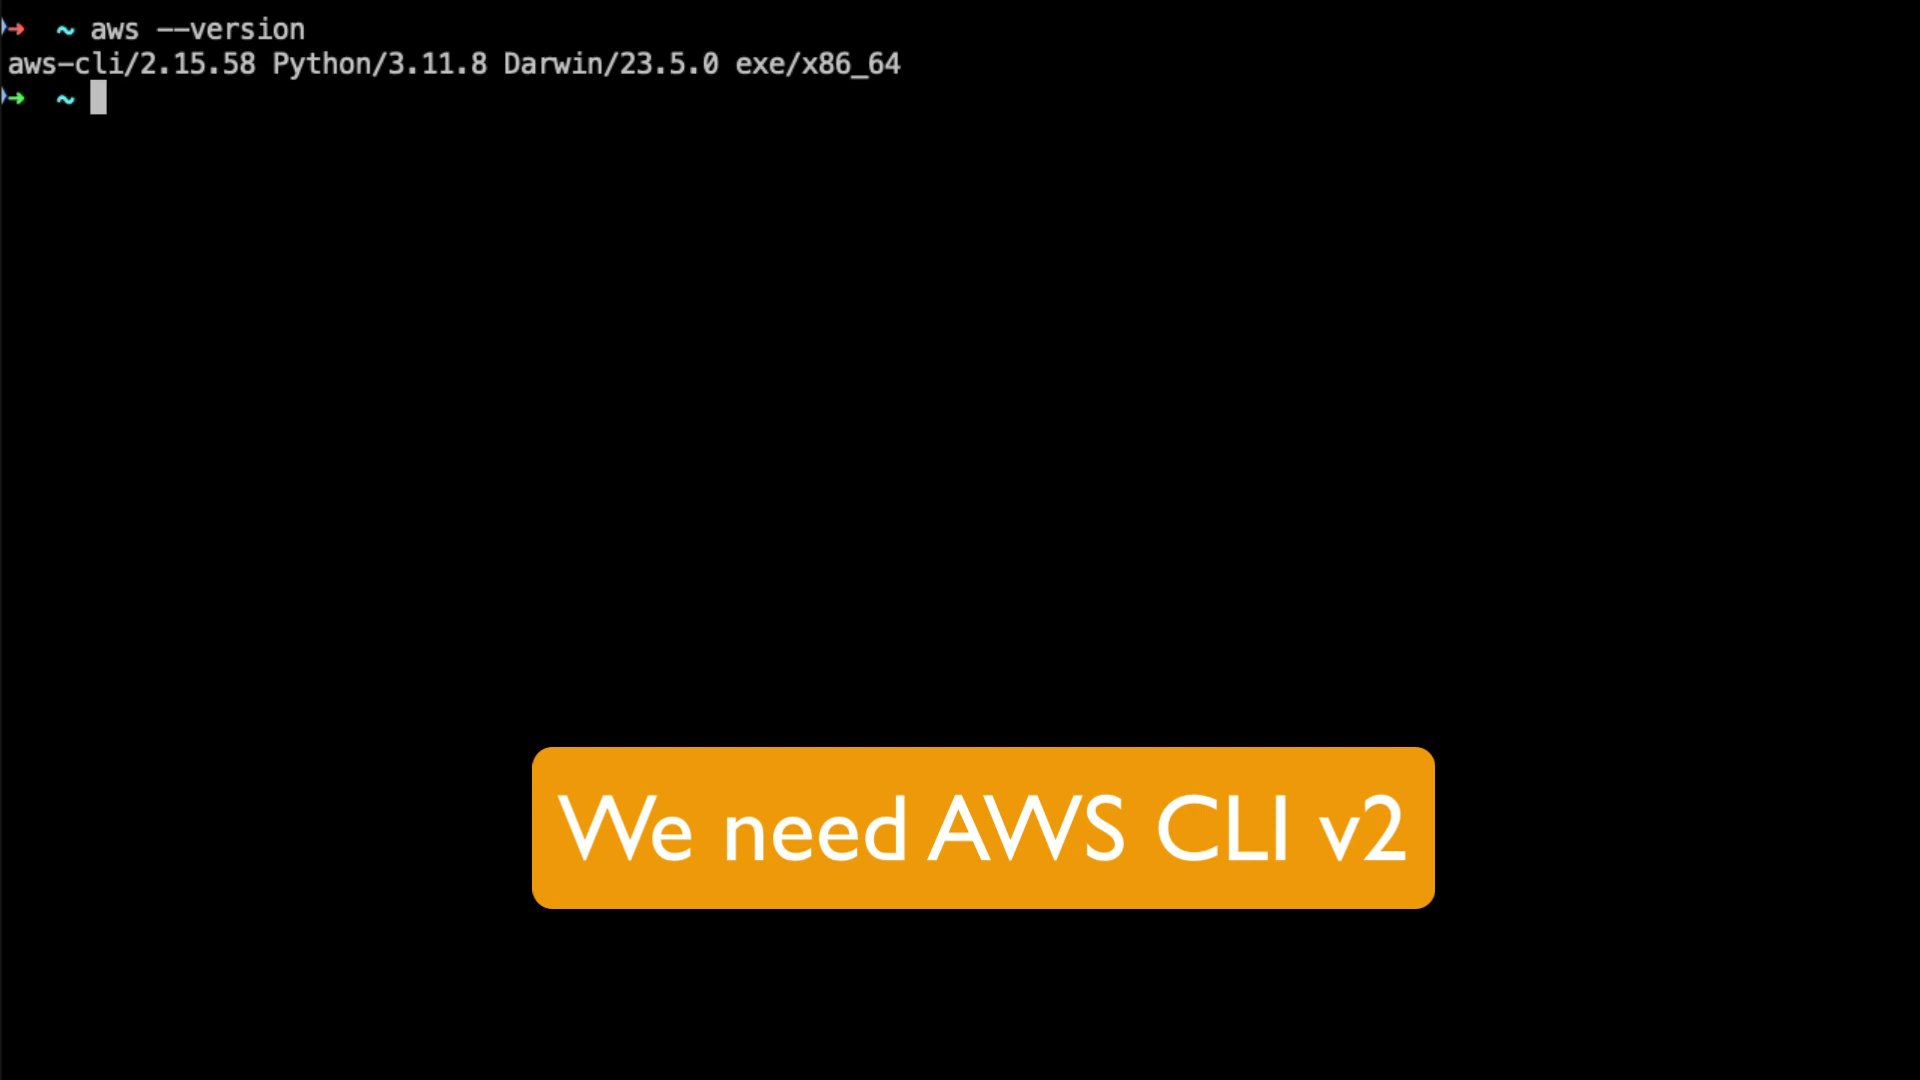 ➜ ~ aws --version
aws-cli/2.15.58 Python/3.11.8 Darwin/23.5.0 exe/x86_64
➜ ~
We need AWS CLI v2